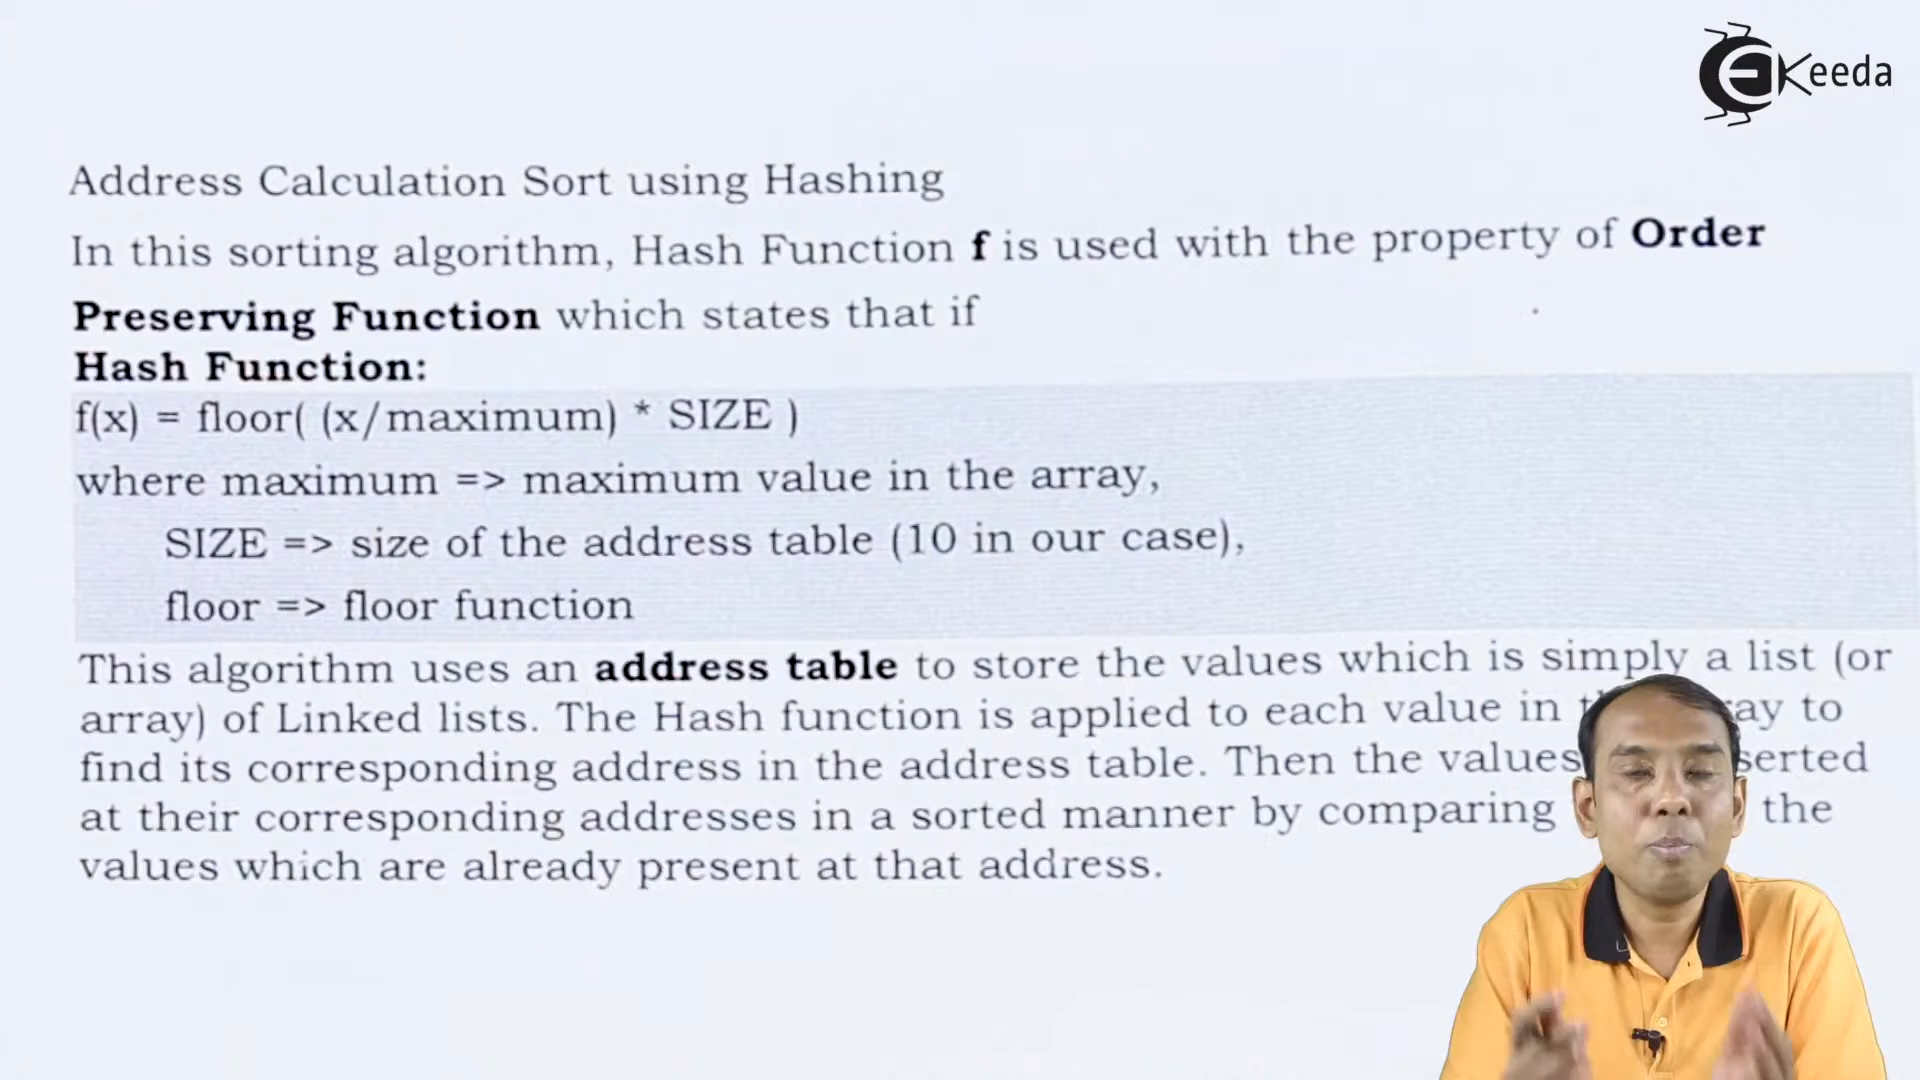 Keeda
Address Calculation Sort using Hashing
In this sorting algorithm, Hash Function f is used with the property of Order
Preserving Function which states that if
Hash Function:
f(x) = floor( (x/maximum) * SIZE )
where maximum => maximum value in the array,
SIZE => size of the address table (10 in our case),
floor => floor function
This algorithm uses an address table to store the values which is simply a list (or
array) of Linked lists. The Hash function is applied to each value in to
find its corresponding address in the address table. Then the values
at their corresponding addresses in a sorted manner by comparing the
values which are already present at that address.